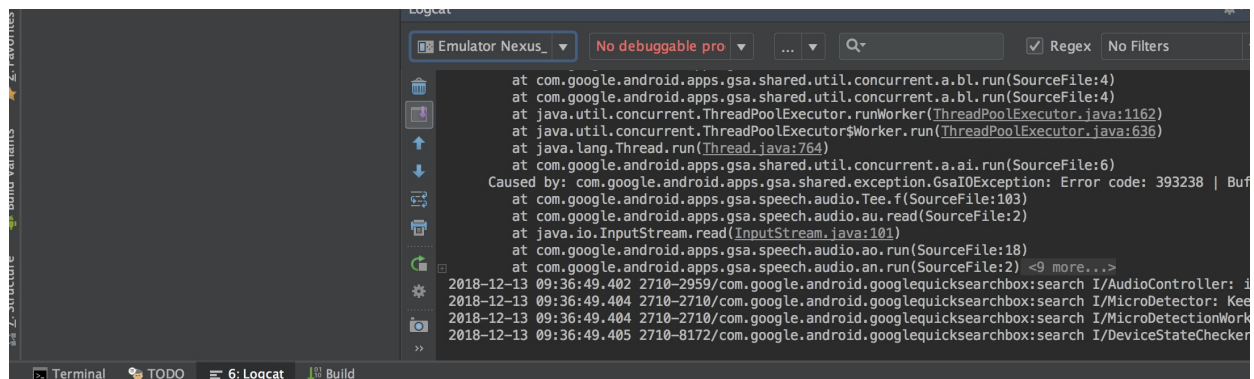 Logcat
Emulator Nexus_
No debuggable pro
...
Regex
No Filters
at com.google.android.apps.gsa.shared.util.concurrent.a.bl.run(SourceFile:4)
at com.google.android.apps.gsa.shared.util.concurrent.a.bl.run(SourceFile:4)
at java.util.concurrent.ThreadPoolExecutor.runWorker(ThreadPoolExecutor.java:1162)
at java.util.concurrent.ThreadPoolExecutor$Worker.run(ThreadPoolExecutor.java:636)
at java.lang.Thread.run(Thread.java:764)
at com.google.android.apps.gsa.shared.util.concurrent.a.ai.run(SourceFile:6)
Caused by: com.google.android.apps.gsa.shared.exception.GsaIOException: Error code: 393238 | Buf
at com.google.android.apps.gsa.speech.audio.Tee.f(SourceFile:103)
at com.google.android.apps.gsa.speech.audio.au.read(SourceFile:2)
at java.io.InputStream.read(InputStream.java:101)
at com.google.android.apps.gsa.speech.audio.ao.run(SourceFile:18)
at com.google.android.apps.gsa.speech.audio.an.run(SourceFile:2) <9 more...>
2018-12-13 09:36:49.402 2710-2959/com.google.android.googlequicksearchbox:search I/AudioController: i
2018-12-13 09:36:49.404 2710-2710/com.google.android.googlequicksearchbox:search I/MicroDetector: Kee
2018-12-13 09:36:49.404 2710-2710/com.google.android.googlequicksearchbox:search I/MicroDetectionWork
2018-12-13 09:36:49.405 2710-8172/com.google.android.googlequicksearchbox:search I/DeviceStateChecker
2: Favorites
Build Variants
Z: Structure
Terminal
TODO
6: Logcat
Build